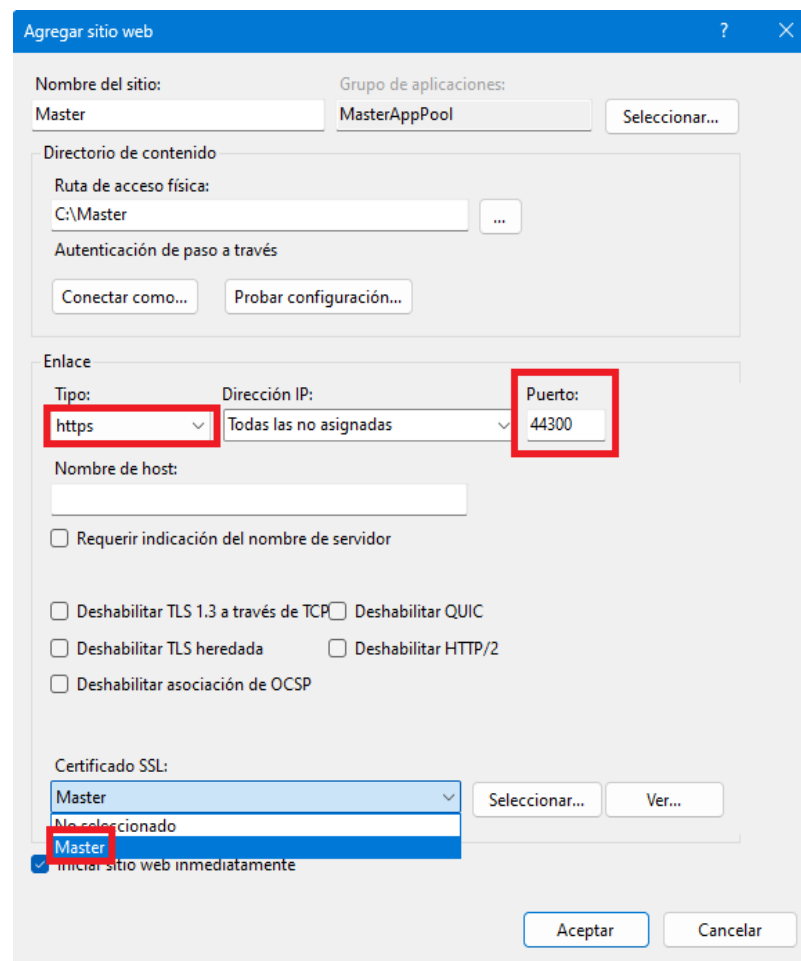 Agregar sitio web
Nombre del sitio: Grupo de aplicaciones:
Master MasterAppPool Seleccionar...
Directorio de contenido
Ruta de acceso física:
C:\Master ...
Autenticación de paso a través
Conectar como... Probar configuración...
Enlace
Tipo: Dirección IP: Puerto:
https Todas las no asignadas 44300
Nombre de host:
Requerir indicación del nombre de servidor
Deshabilitar TLS 1.3 a través de TCP Deshabilitar QUIC
Deshabilitar TLS heredada Deshabilitar HTTP/2
Deshabilitar asociación de OCSP
Certificado SSL:
Master Seleccionar... Ver...
No seleccionado
Master
Iniciar sitio web inmediatamente
Aceptar Cancelar